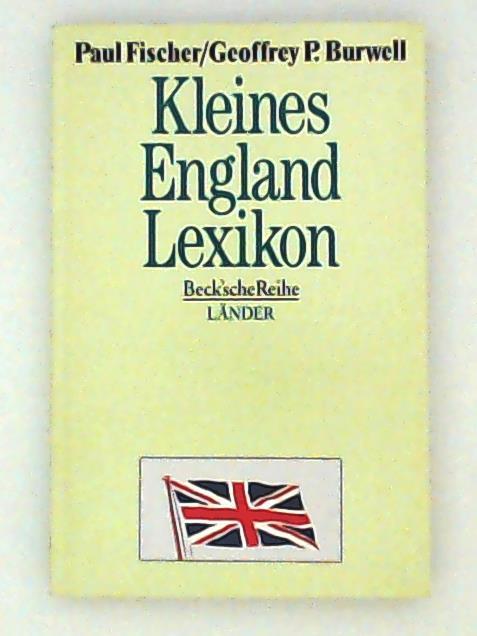 Paul Fischer/Geoffrey P. Burwell
Kleines
England
Lexikon
Beck'sche Reihe
LÄNDER